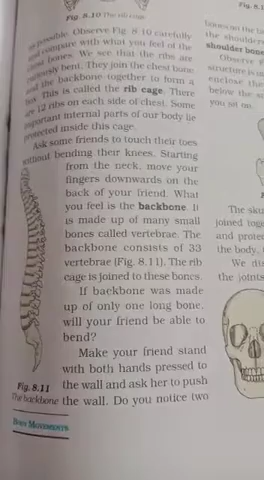 Fig. 8.10 The rib cage
as possible. Observe Fig. 8.10 carefully
and compare with what you feel of the
bones. We see that the ribs are
bent. They join the chest bone
and the backbone together to form a
box. This is called the rib cage. There
are 12 ribs on each side of chest. Some
important internal parts of our body lie
protected inside this cage.
Ask some friends to touch their toes
without bending their knees. Starting
from the neck, move your
fingers downwards on the
back of your friend. What
you feel is the backbone. It
is made up of many small
bones called vertebrae. The
backbone consists of 33
vertebrae (Fig. 8.11). The rib
cage is joined to these bones.
If backbone was made
up of only one long bone,
will your friend be able to
bend?
Make your friend stand
with both hands pressed to
the wall and ask her to push
the wall. Do you notice two
Fig. 8.11
The backbone
BODY MOVEMENTS
Fig. 8.1
the shoulders
shoulder bone
Observe F
structure is m
enclose the
below the s
you sit on.
The sku
joined toge
and protec
the body,
We di
the joints